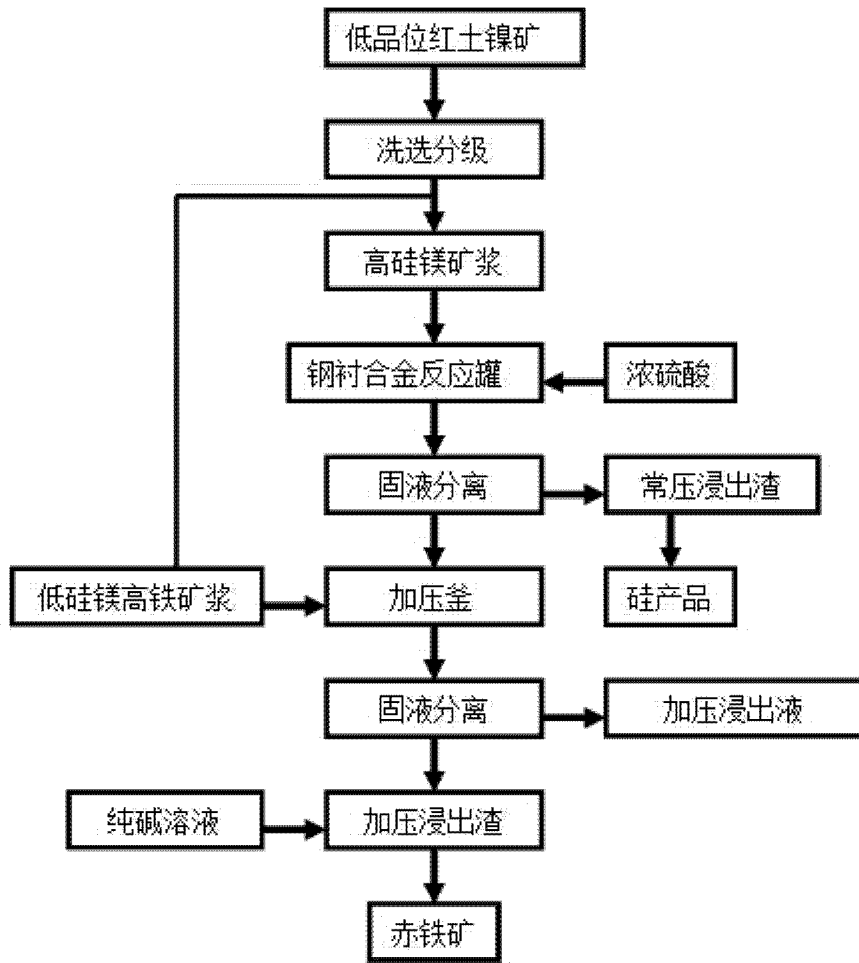 低品位红土镍矿
洗选分级
高硅镁矿浆
钢衬合金反应罐
浓硫酸
固液分离
常压浸出渣
低硅镁高铁矿浆
加压釜
硅产品
固液分离
加压浸出液
纯碱溶液
加压浸出渣
赤铁矿